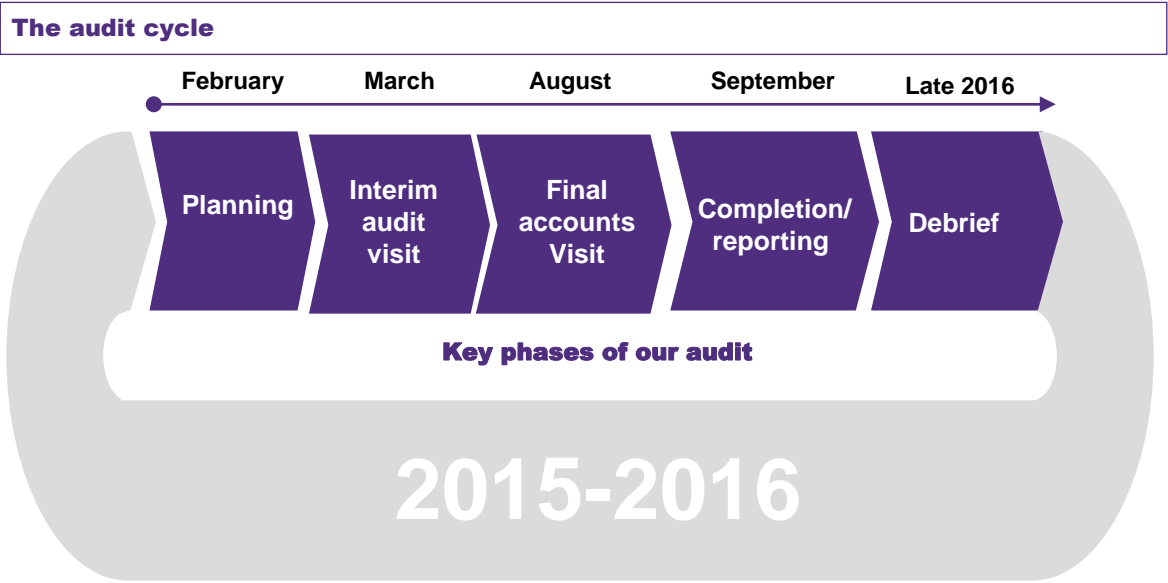 The audit cycle
February March August September Late 2016
Planning
Interim
audit
visit
Final
accounts
Visit
Completion/
reporting
Debrief
Key phases of our audit
2015-2016